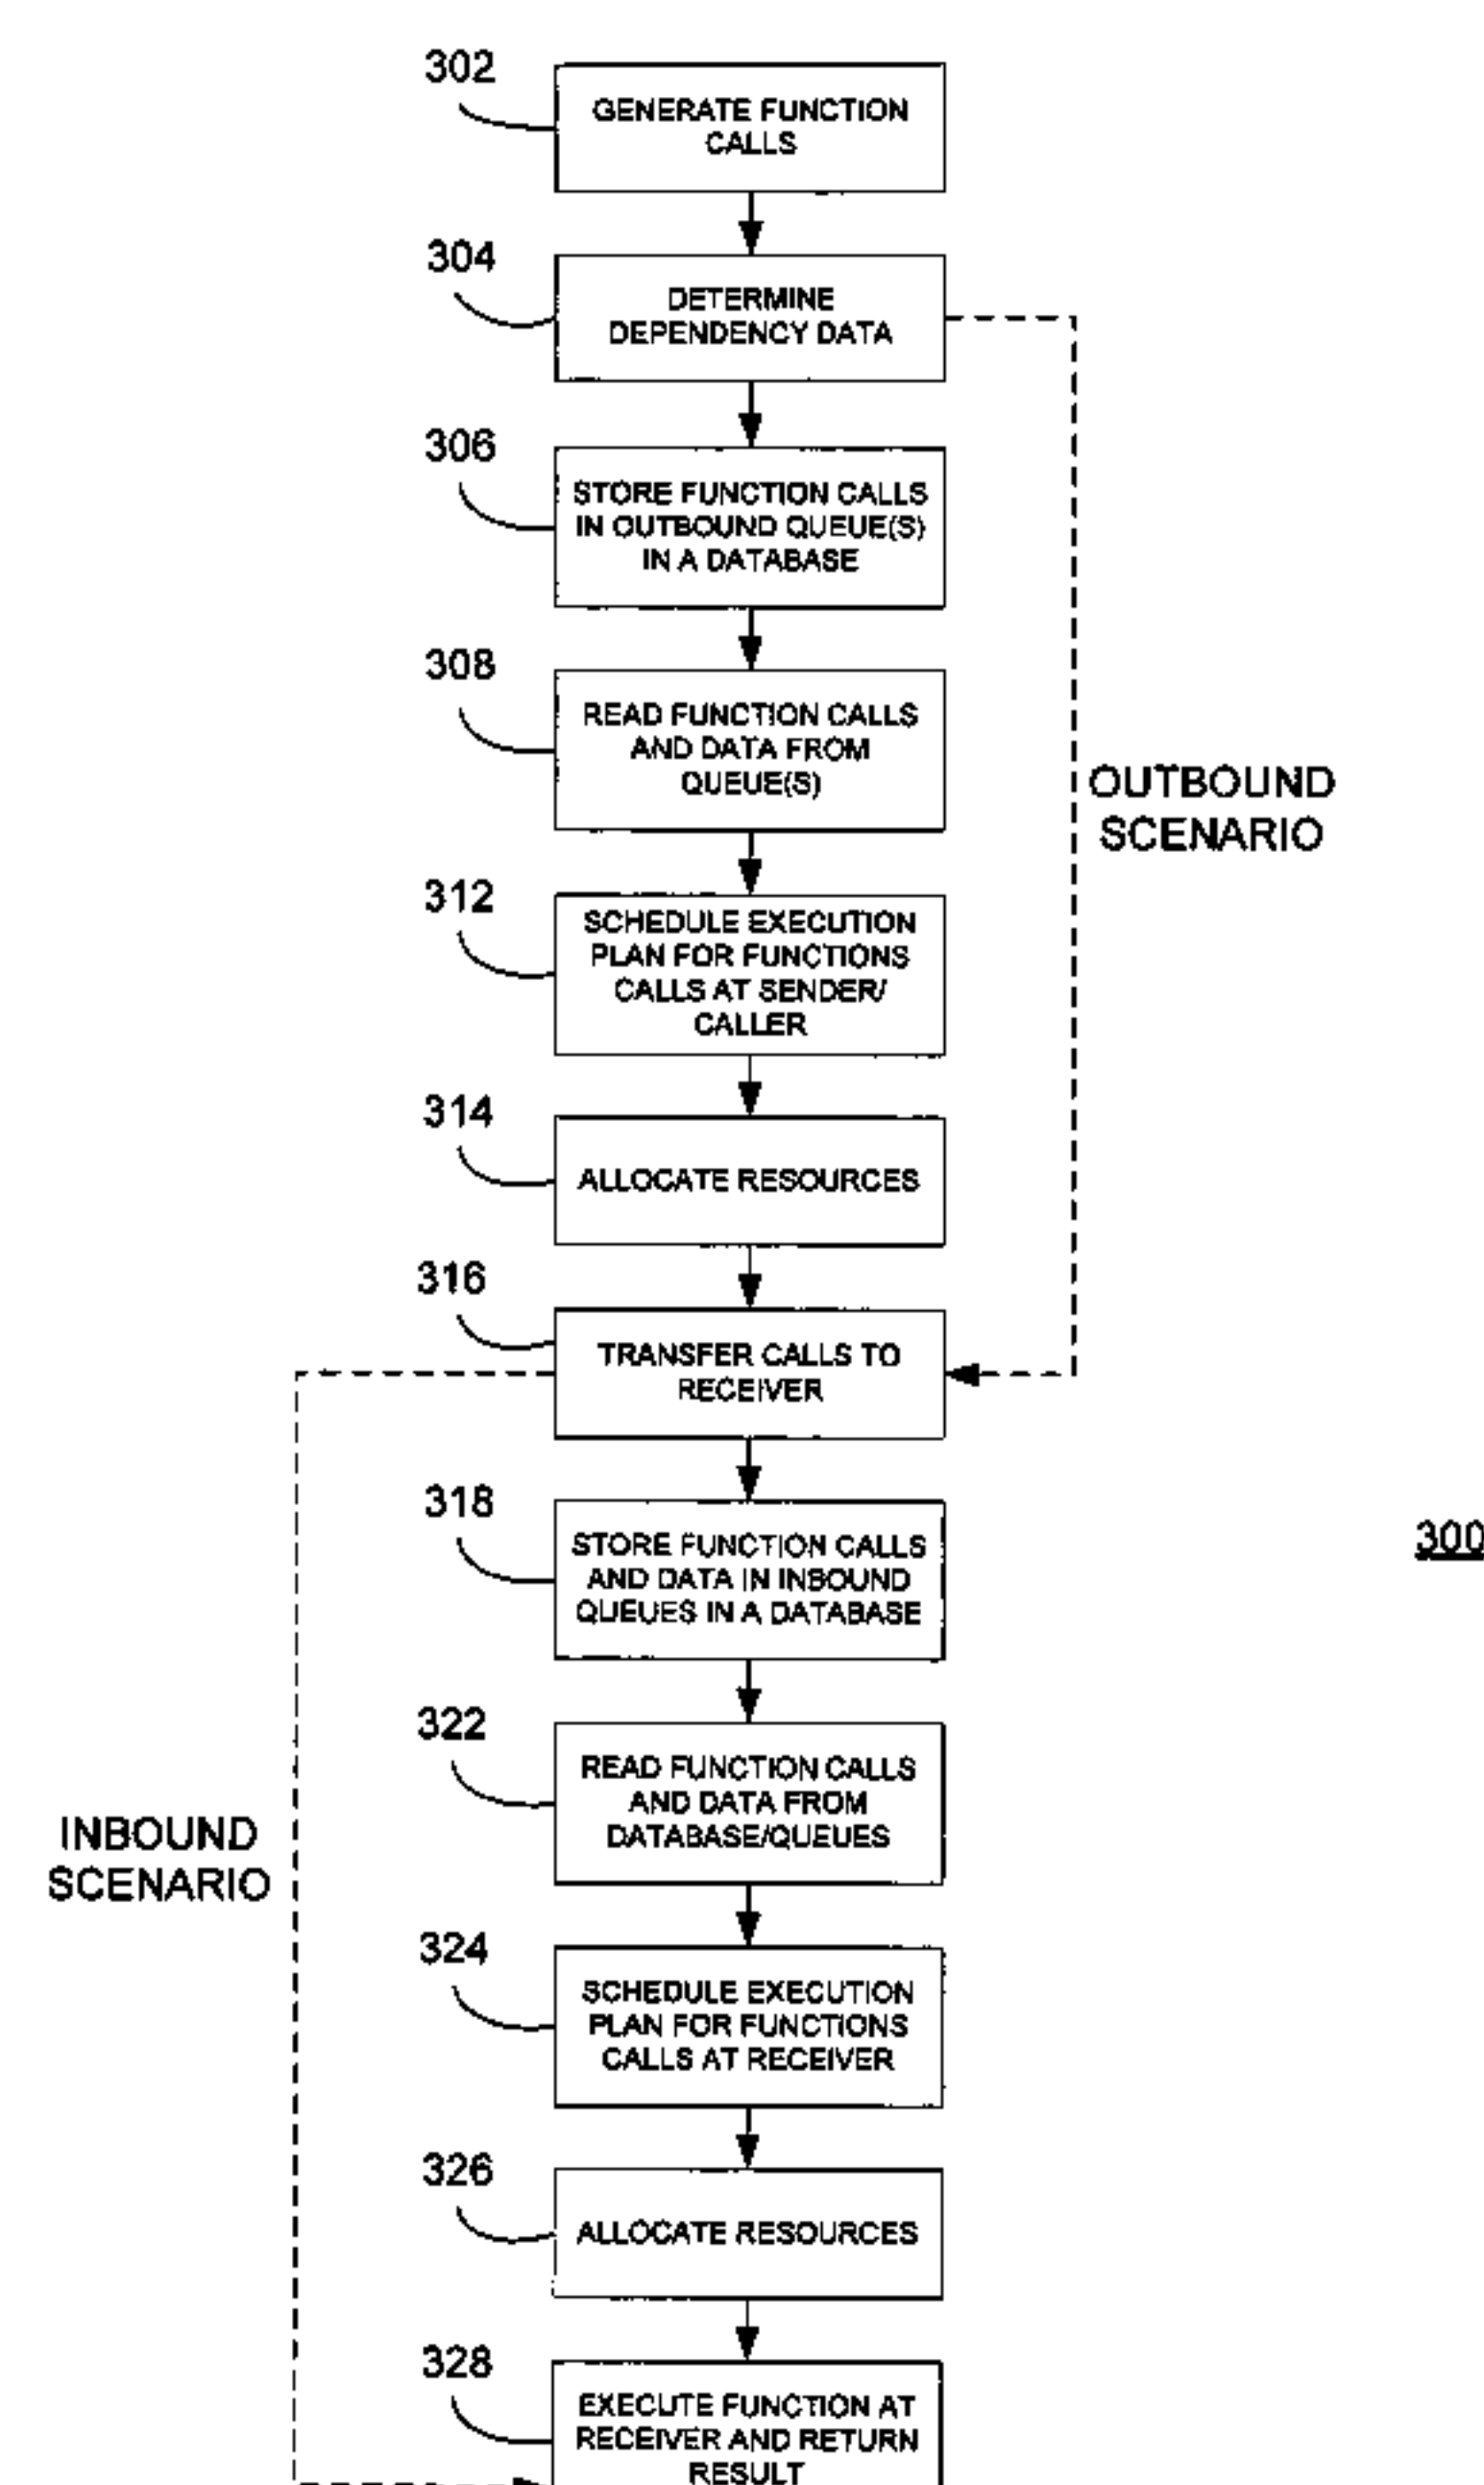 302
GENERATE FUNCTION
CALLS
304
DETERMINE
DEPENDENCY DATA
306
STORE FUNCTION CALLS
IN OUTBOUND QUEUE(S)
IN A DATABASE
308
READ FUNCTION CALLS
AND DATA FROM
QUEUE(S)
OUTBOUND
SCENARIO
312
SCHEDULE EXECUTION
PLAN FOR FUNCTIONS
CALLS AT SENDER/
CALLER
314
ALLOCATE RESOURCES
316
TRANSFER CALLS TO
RECEIVER
318
STORE FUNCTION CALLS
AND DATA IN INBOUND
QUEUES IN A DATABASE
300
322
READ FUNCTION CALLS
AND DATA FROM
DATABASE/QUEUES
INBOUND
SCENARIO
324
SCHEDULE EXECUTION
PLAN FOR FUNCTIONS
CALLS AT RECEIVER
326
ALLOCATE RESOURCES
328
EXECUTE FUNCTION AT
RECEIVER AND RETURN
RESULT